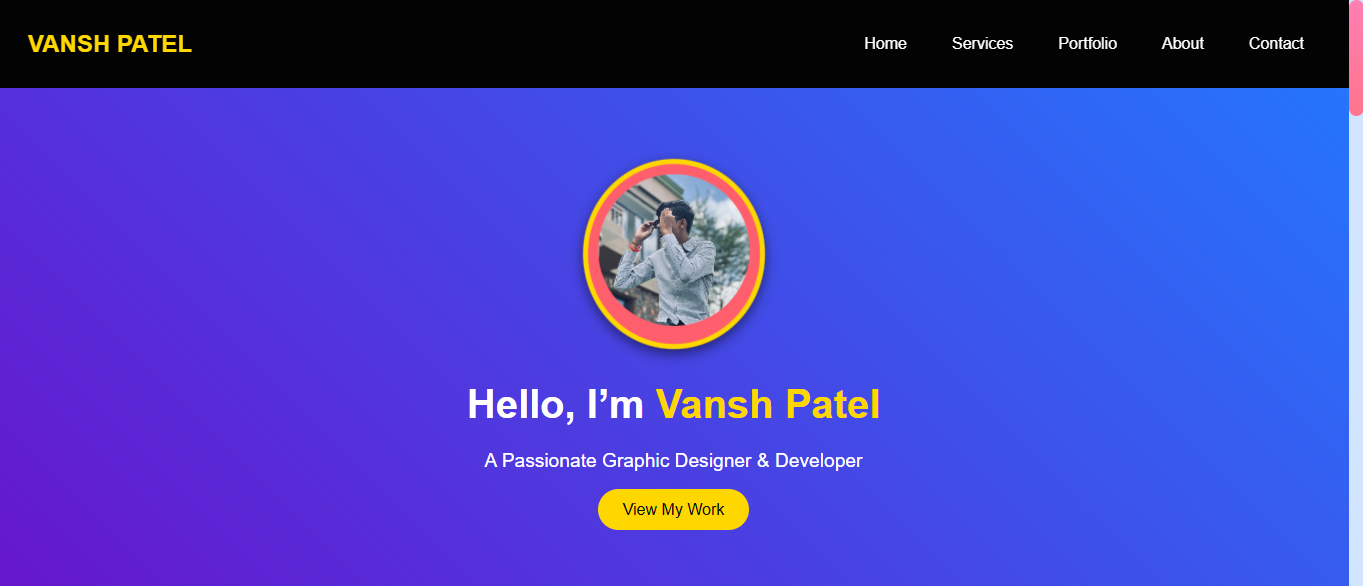 VANSH PATEL
Home Services Portfolio About Contact
Hello, I’m Vansh Patel
A Passionate Graphic Designer & Developer
View My Work